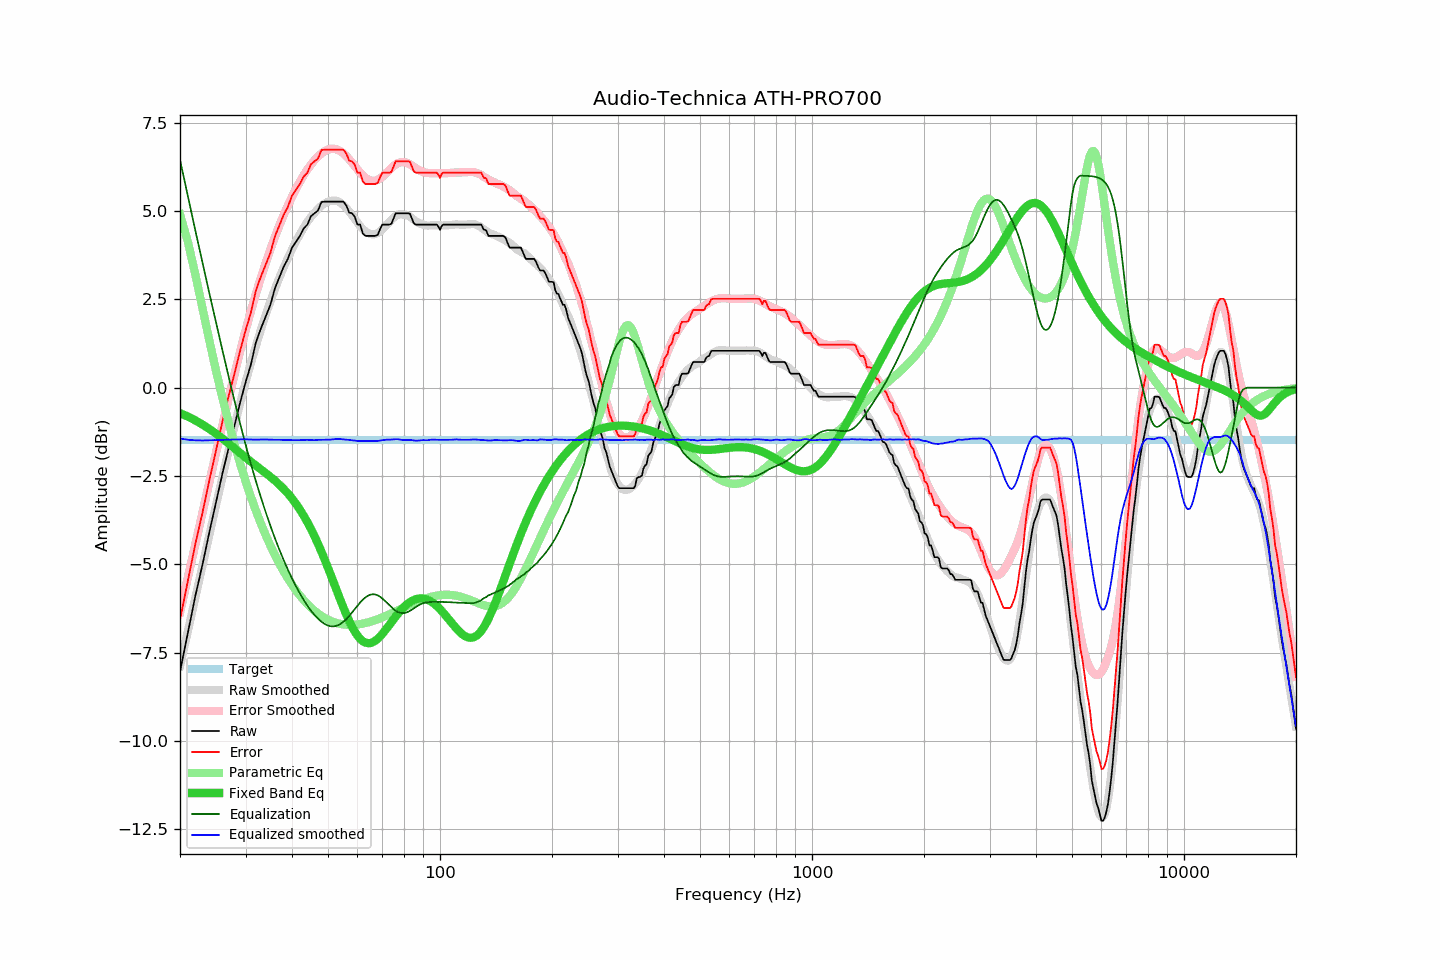 Audio-Technica ATH-PRO700
7.5
5.0
2.5
0.0
−2.5
−5.0
−7.5
−10.0
−12.5
Amplitude (dBr)
Target
Raw Smoothed
Error Smoothed
Raw
Error
Parametric Eq
Fixed Band Eq
Equalization
Equalized smoothed
100 1000 10000
Frequency (Hz)